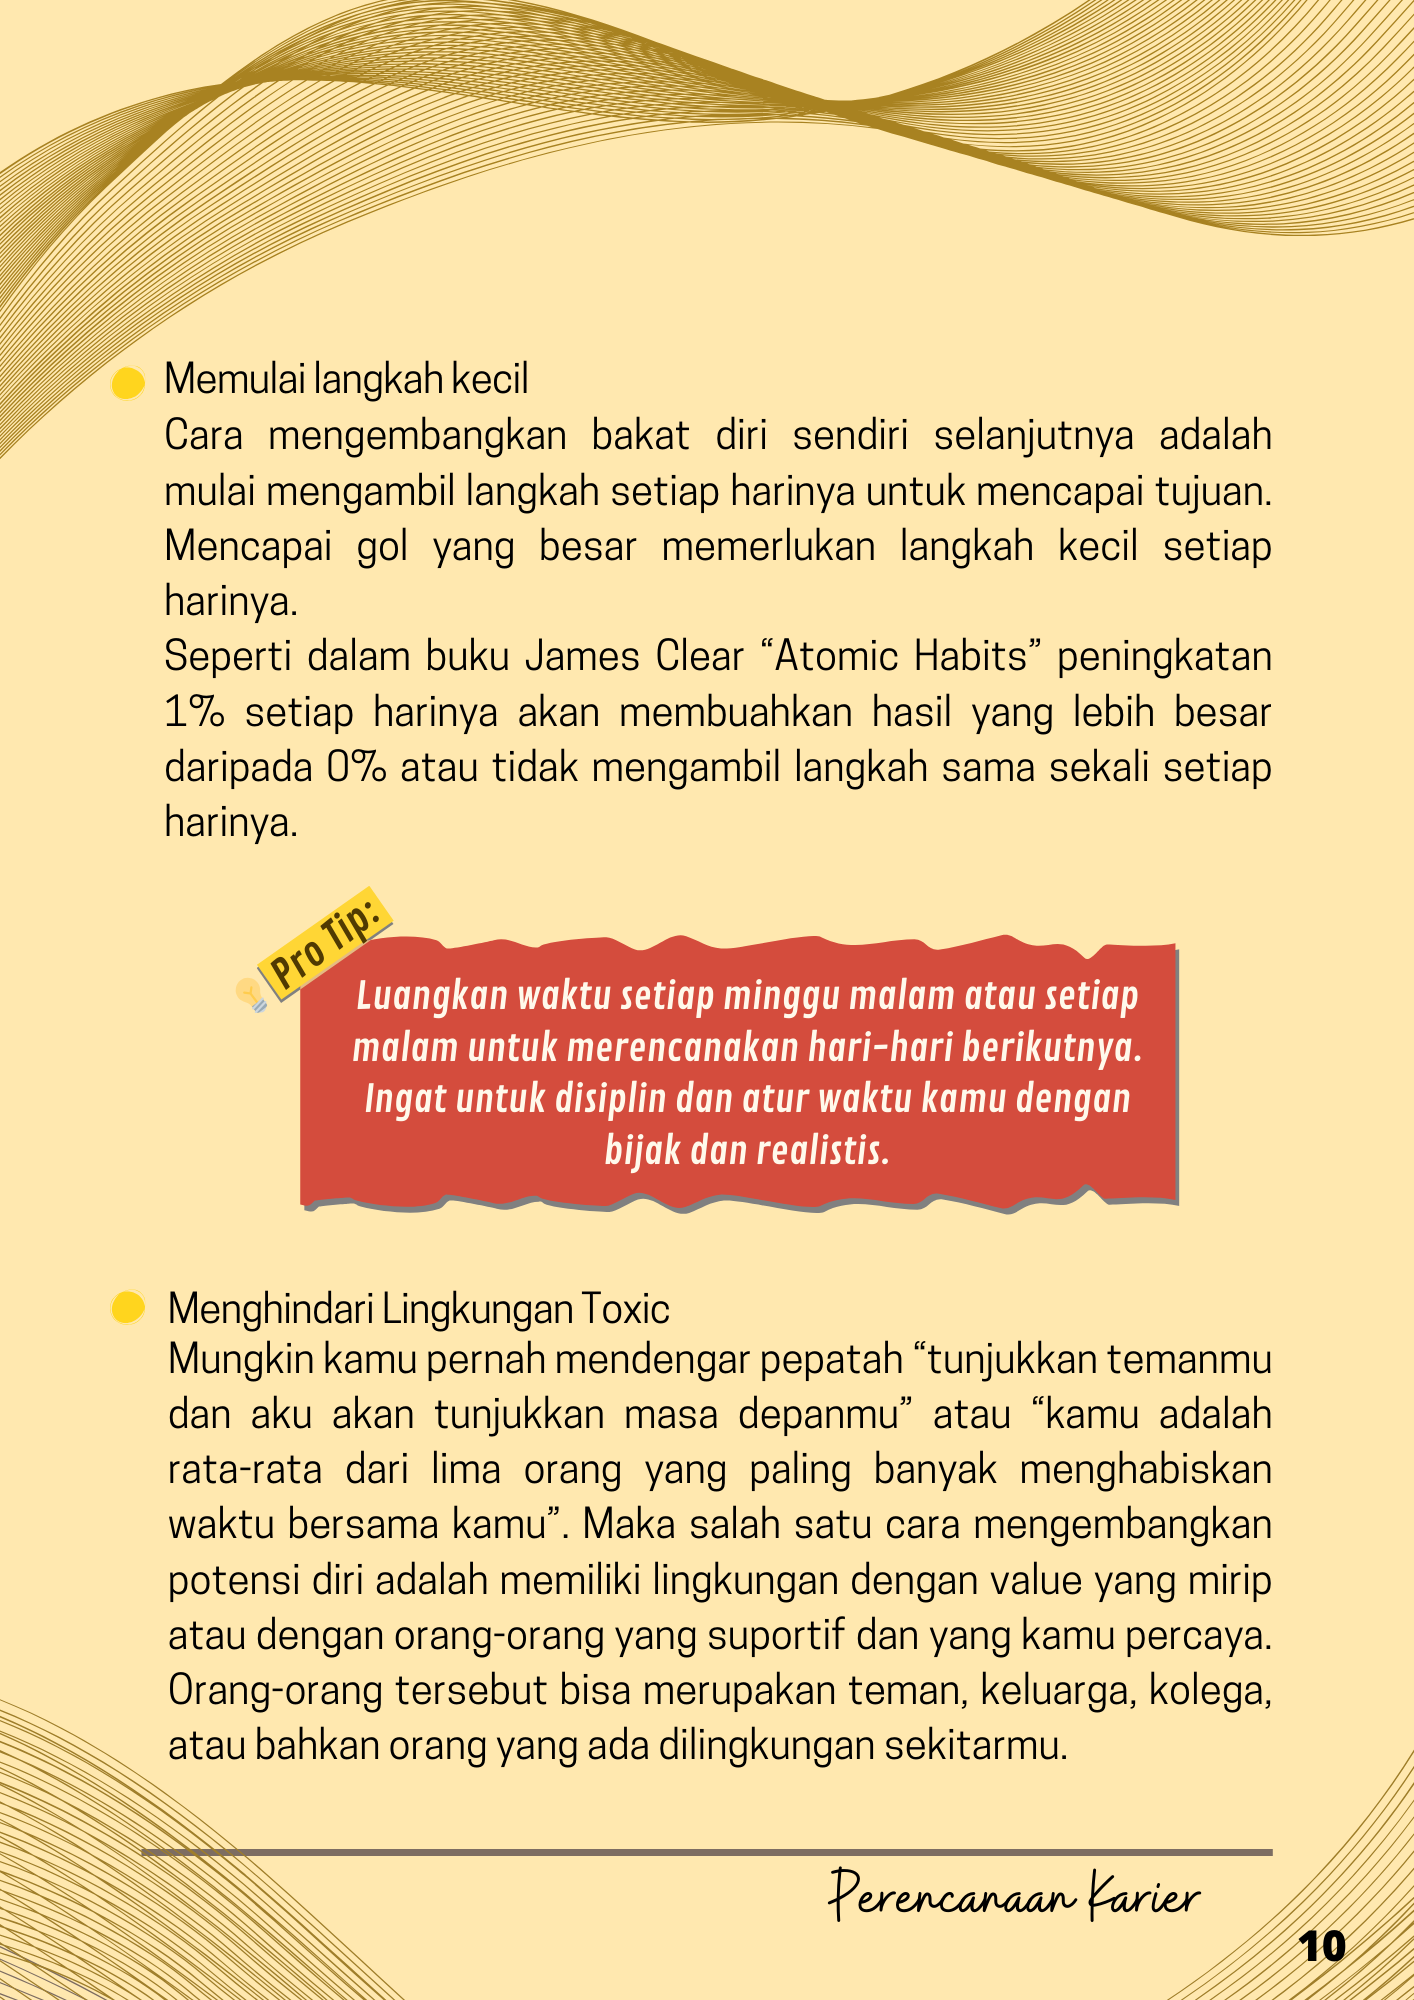 Memulai langkah kecil
Cara mengembangkan bakat diri sendiri selanjutnya adalah
mulai mengambil langkah setiap harinya untuk mencapai tujuan.
Mencapai gol yang besar memerlukan langkah kecil setiap
harinya.
Seperti dalam buku James Clear “Atomic Habits” peningkatan
1% setiap harinya akan membuahkan hasil yang lebih besar
daripada 0% atau tidak mengambil langkah sama sekali setiap
harinya.
Pro Tip:
Luangkan waktu setiap minggu malam atau setiap
malam untuk merencanakan hari-hari berikutnya.
Ingat untuk disiplin dan atur waktu kamu dengan
bijak dan realistis.
Menghindari Lingkungan Toxic
Mungkin kamu pernah mendengar pepatah “tunjukkan temanmu
dan aku akan tunjukkan masa depanmu” atau “kamu adalah
rata-rata dari lima orang yang paling banyak menghabiskan
waktu bersama kamu”. Maka salah satu cara mengembangkan
potensi diri adalah memiliki lingkungan dengan value yang mirip
atau dengan orang-orang yang suportif dan yang kamu percaya.
Orang-orang tersebut bisa merupakan teman, keluarga, kolega,
atau bahkan orang yang ada dilingkungan sekitarmu.
Perencanaan Karier
10